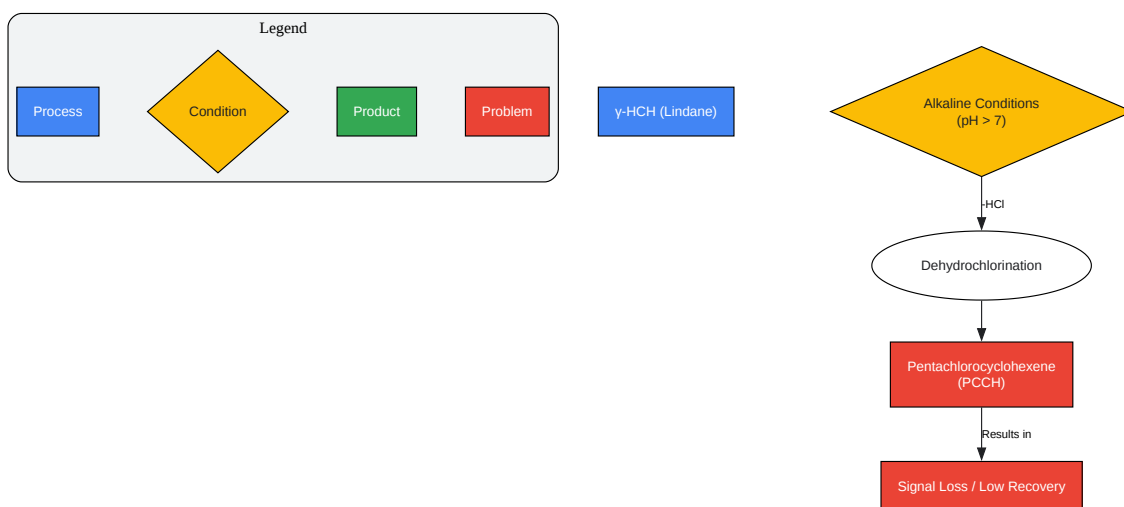 Legend
Process
Condition
Product
Problem
γ-HCH (Lindane)
Alkaline Conditions
(pH > 7)
-HCl
Dehydrochlorination
Pentachlorocyclohexene
(PCCH)
Results in
Signal Loss / Low Recovery